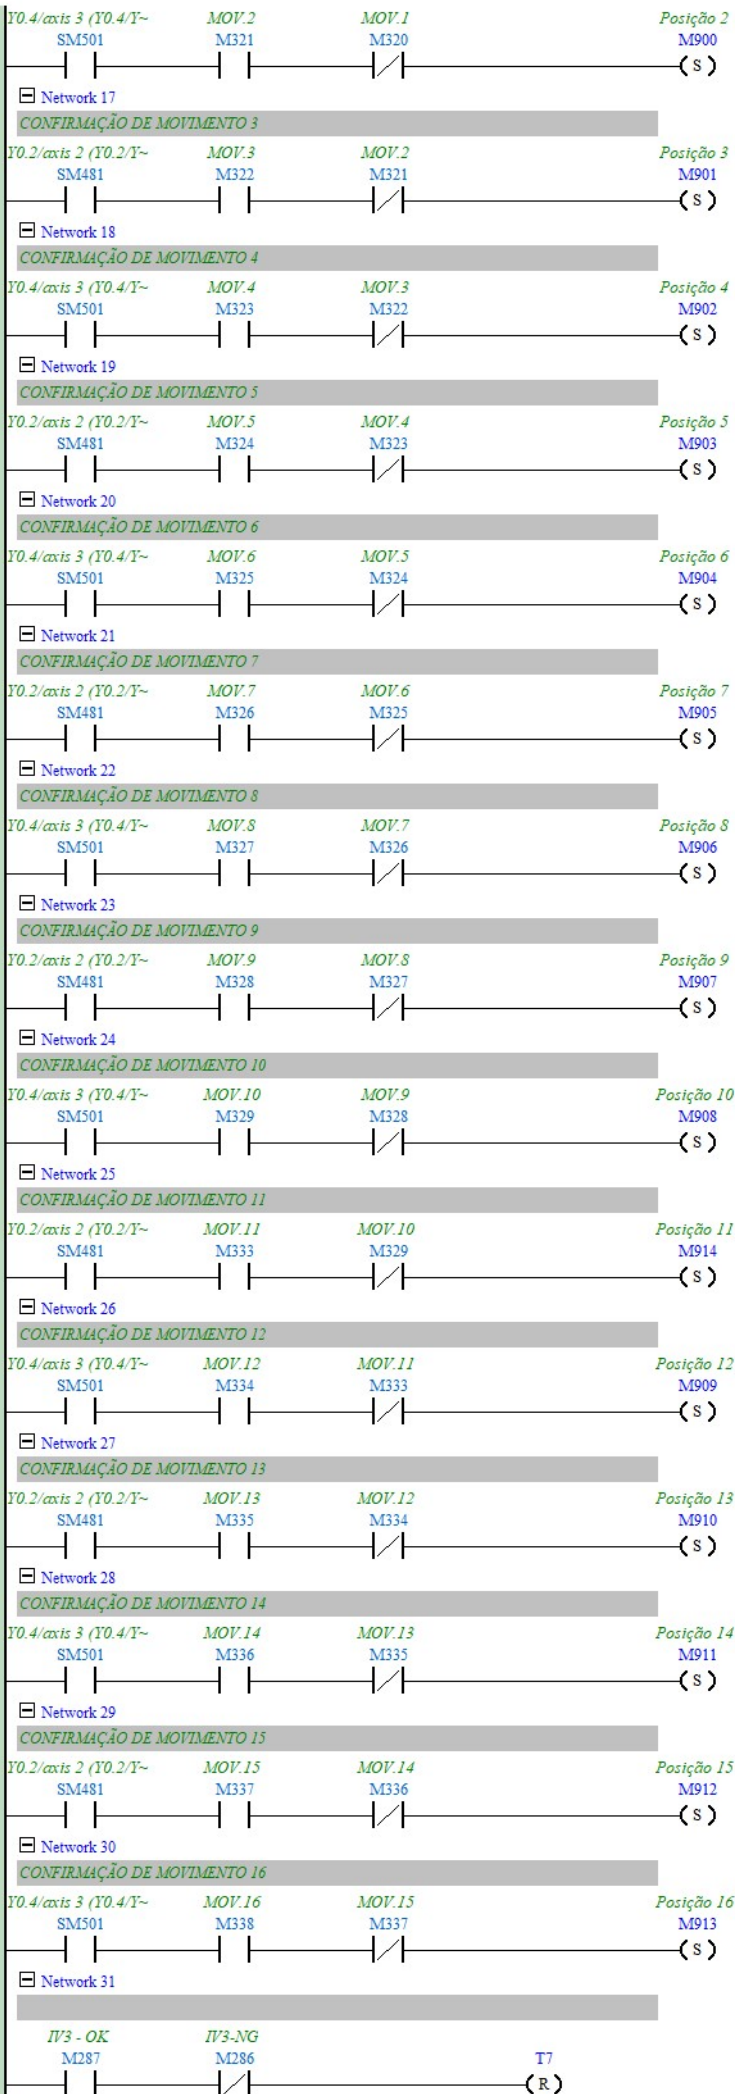 Y0.4/axis 3 (Y0.4/Y~ MOV.2 MOV.1 Posição 2
SM501 M321 M320 M900
( S )
Network 17
CONFIRMAÇÃO DE MOVIMENTO 3
Y0.2/axis 2 (Y0.2/Y~ MOV.3 MOV.2 Posição 3
SM481 M322 M321 M901
( S )
Network 18
CONFIRMAÇÃO DE MOVIMENTO 4
Y0.4/axis 3 (Y0.4/Y~ MOV.4 MOV.3 Posição 4
SM501 M323 M322 M902
( S )
Network 19
CONFIRMAÇÃO DE MOVIMENTO 5
Y0.2/axis 2 (Y0.2/Y~ MOV.5 MOV.4 Posição 5
SM481 M324 M323 M903
( S )
Network 20
CONFIRMAÇÃO DE MOVIMENTO 6
Y0.4/axis 3 (Y0.4/Y~ MOV.6 MOV.5 Posição 6
SM501 M325 M324 M904
( S )
Network 21
CONFIRMAÇÃO DE MOVIMENTO 7
Y0.2/axis 2 (Y0.2/Y~ MOV.7 MOV.6 Posição 7
SM481 M326 M325 M905
( S )
Network 22
CONFIRMAÇÃO DE MOVIMENTO 8
Y0.4/axis 3 (Y0.4/Y~ MOV.8 MOV.7 Posição 8
SM501 M327 M326 M906
( S )
Network 23
CONFIRMAÇÃO DE MOVIMENTO 9
Y0.2/axis 2 (Y0.2/Y~ MOV.9 MOV.8 Posição 9
SM481 M328 M327 M907
( S )
Network 24
CONFIRMAÇÃO DE MOVIMENTO 10
Y0.4/axis 3 (Y0.4/Y~ MOV.10 MOV.9 Posição 10
SM501 M329 M328 M908
( S )
Network 25
CONFIRMAÇÃO DE MOVIMENTO 11
Y0.2/axis 2 (Y0.2/Y~ MOV.11 MOV.10 Posição 11
SM481 M333 M329 M914
( S )
Network 26
CONFIRMAÇÃO DE MOVIMENTO 12
Y0.4/axis 3 (Y0.4/Y~ MOV.12 MOV.11 Posição 12
SM501 M334 M333 M909
( S )
Network 27
CONFIRMAÇÃO DE MOVIMENTO 13
Y0.2/axis 2 (Y0.2/Y~ MOV.13 MOV.12 Posição 13
SM481 M335 M334 M910
( S )
Network 28
CONFIRMAÇÃO DE MOVIMENTO 14
Y0.4/axis 3 (Y0.4/Y~ MOV.14 MOV.13 Posição 14
SM501 M336 M335 M911
( S )
Network 29
CONFIRMAÇÃO DE MOVIMENTO 15
Y0.2/axis 2 (Y0.2/Y~ MOV.15 MOV.14 Posição 15
SM481 M337 M336 M912
( S )
Network 30
CONFIRMAÇÃO DE MOVIMENTO 16
Y0.4/axis 3 (Y0.4/Y~ MOV.16 MOV.15 Posição 16
SM501 M338 M337 M913
( S )
Network 31
IV3 - OK IV3-NG
M287 M286 T7
( R )